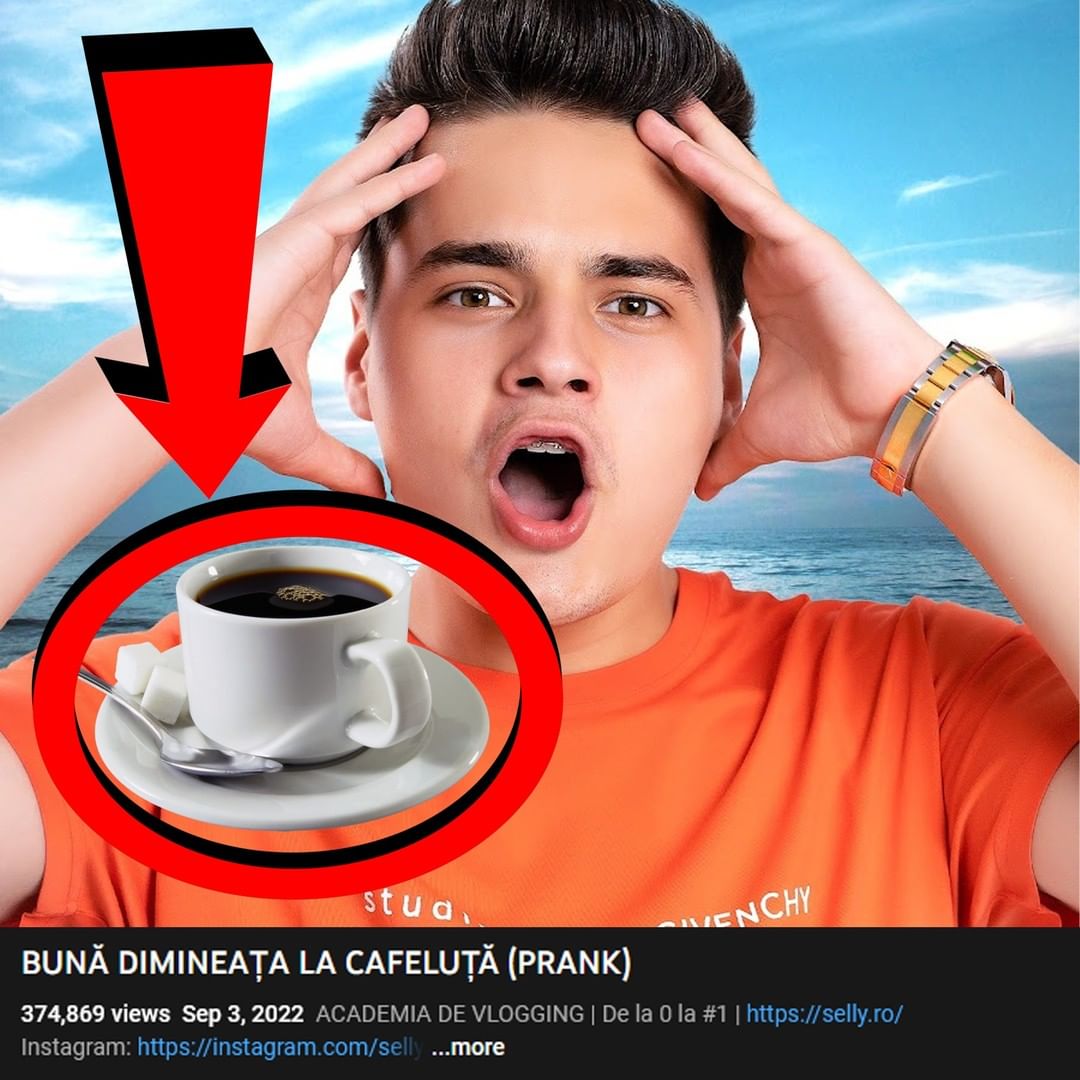 GIVENCHY
BUNĂ DIMINEAȚA LA CAFELUȚĂ (PRANK)
374,869 views Sep 3, 2022 ACADEMIA DE VLOGGING | De la 0 la #1 | https://selly.ro/
Instagram: https://instagram.com/selly ...more